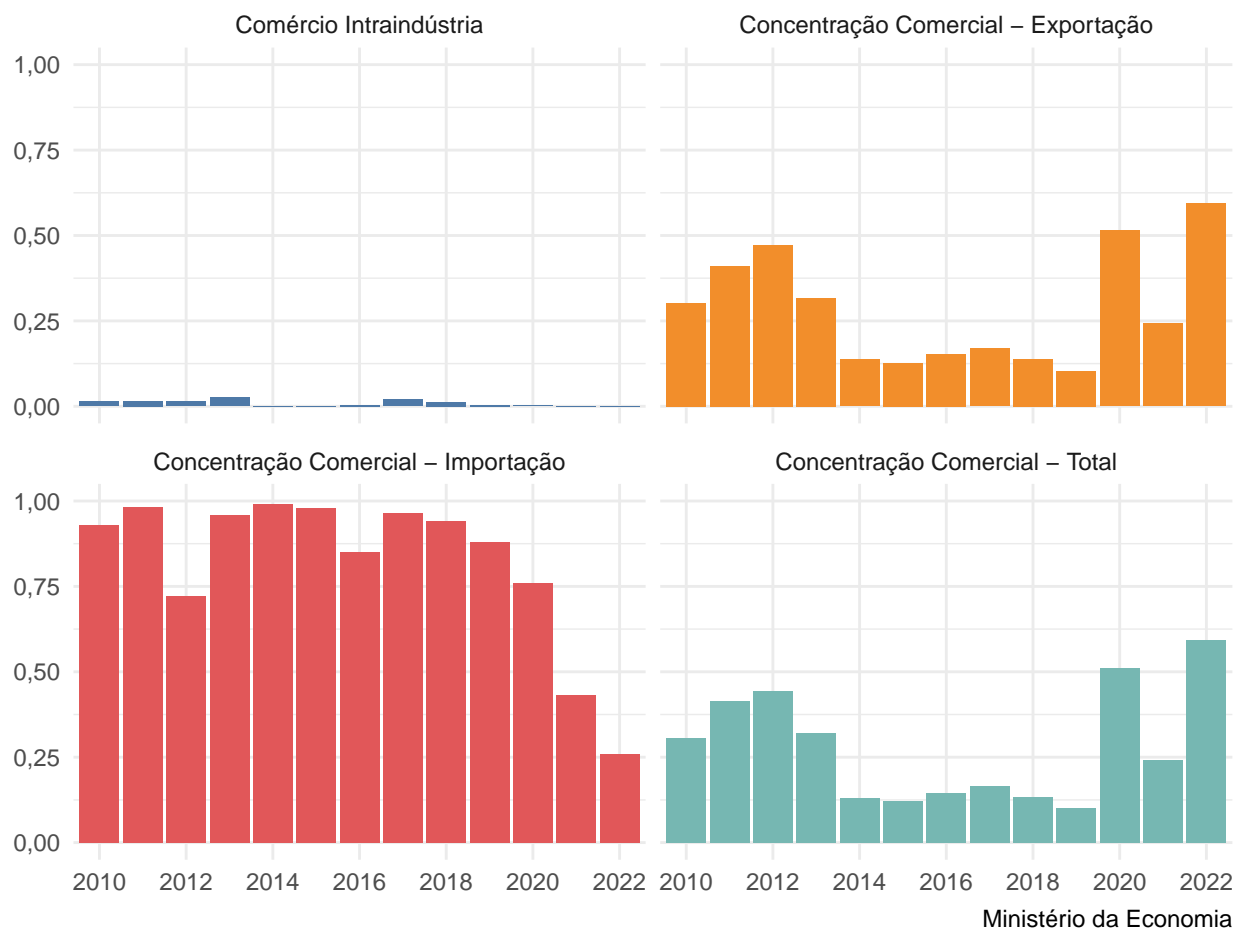 Comércio Intraindústria
Concentração Comercial – Exportação
1,00
0,75
0,50
0,25
0,00
Concentração Comercial – Importação
Concentração Comercial – Total
1,00
0,75
0,50
0,25
0,00
2010 2012 2014 2016 2018 2020 2022
2010 2012 2014 2016 2018 2020 2022
Ministério da Economia